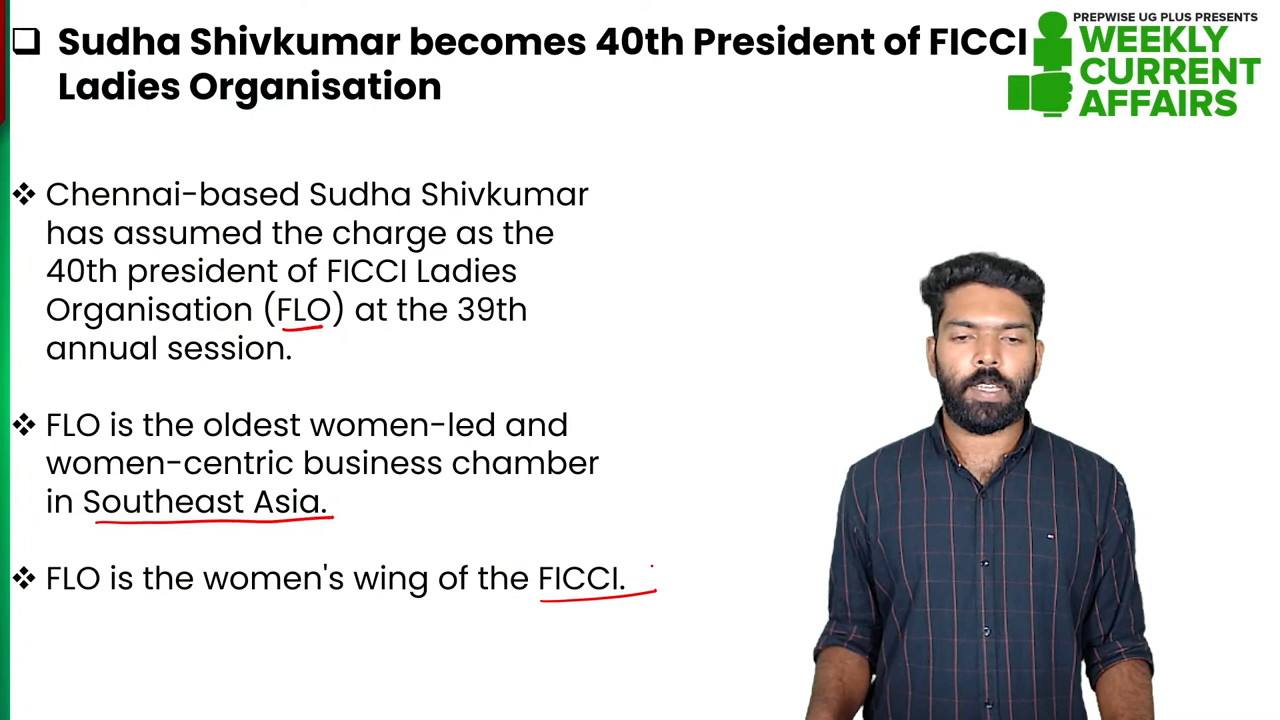 Sudha Shivkumar becomes 40th President of FICCI
Ladies Organisation
PREPWISE UG PLUS PRESENTS
WEEKLY
CURRENT
AFFAIRS
Chennai-based Sudha Shivkumar
has assumed the charge as the
40th president of FICCI Ladies
Organisation (FLO) at the 39th
annual session.
FLO is the oldest women-led and
women-centric business chamber
in Southeast Asia.
FLO is the women's wing of the FICCI.